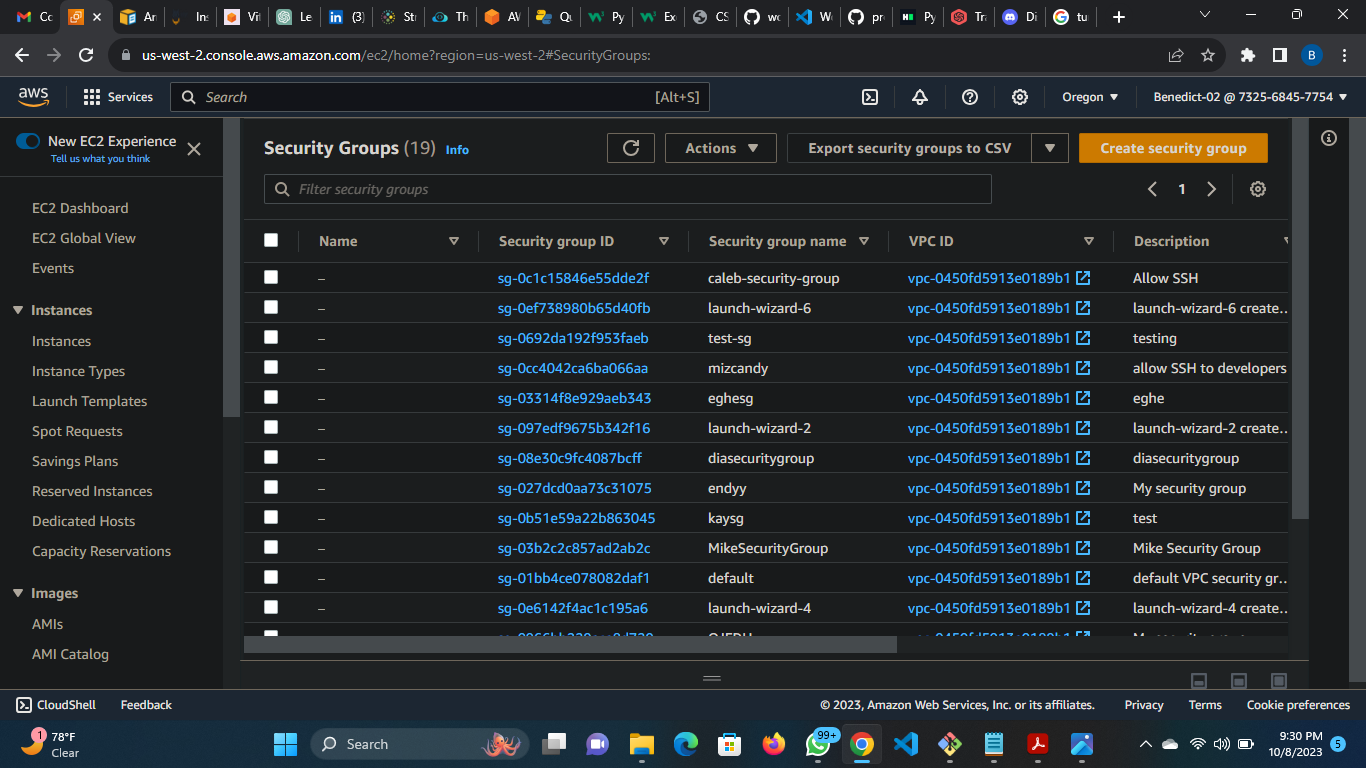 Cc
Ar
In
Vit
Le
(3)
Str
Th
AV
Qu
Py
Exe
CS
wo
Wo
pro
Py
Tra
Di
tu
us-west-2.console.aws.amazon.com/ec2/home?region=us-west-2#SecurityGroups:
B
aws
Services
Search
[Alt+S]
Oregon
Benedict-02 @ 7325-6845-7754
New EC2 Experience
Tell us what you think
EC2 Dashboard
EC2 Global View
Events
Instances
Instances
Instance Types
Launch Templates
Spot Requests
Savings Plans
Reserved Instances
Dedicated Hosts
Capacity Reservations
Images
AMIs
AMI Catalog
Security Groups (19) Info
Actions
Export security groups to CSV
Create security group
Filter security groups
1
Name Security group ID Security group name VPC ID Description
– sg-0c1c15846e55dde2f caleb-security-group vpc-0450fd5913e0189b1 Allow SSH
– sg-0ef738980b65d40fb launch-wizard-6 vpc-0450fd5913e0189b1 launch-wizard-6 create…
– sg-0692da192f953faeb test-sg vpc-0450fd5913e0189b1 testing
– sg-0cc4042ca6ba066aa mizcandy vpc-0450fd5913e0189b1 allow SSH to developers
– sg-03314f8e929aeb343 eghesg vpc-0450fd5913e0189b1 eghe
– sg-097edf9675b342f16 launch-wizard-2 vpc-0450fd5913e0189b1 launch-wizard-2 create…
– sg-08e30c9fc4087bcff diasecuritygroup vpc-0450fd5913e0189b1 diasecuritygroup
– sg-027dcd0aa73c31075 endyy vpc-0450fd5913e0189b1 My security group
– sg-0b51e59a22b863045 kaysg vpc-0450fd5913e0189b1 test
– sg-03b2c2c857ad2ab2c MikeSecurityGroup vpc-0450fd5913e0189b1 Mike Security Group
– sg-01bb4ce078082daf1 default vpc-0450fd5913e0189b1 default VPC security gr…
– sg-0e6142f4ac1c195a6 launch-wizard-4 vpc-0450fd5913e0189b1 launch-wizard-4 create…
CloudShell
Feedback
© 2023, Amazon Web Services, Inc. or its affiliates.
Privacy
Terms
Cookie preferences
1
78°F
Clear
Search
99+
9:30 PM
10/8/2023
5